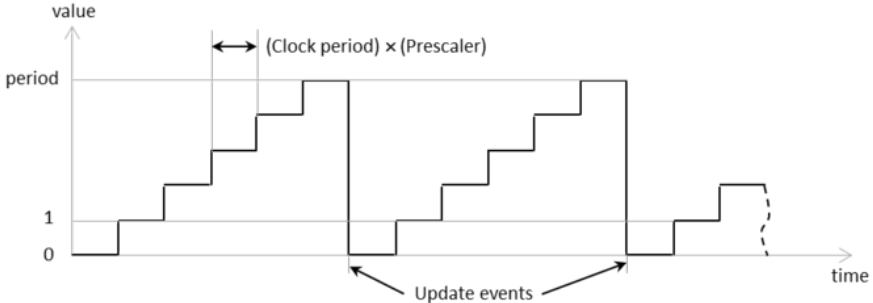 value
(Clock period) × (Prescaler)
period
1
0
time
Update events